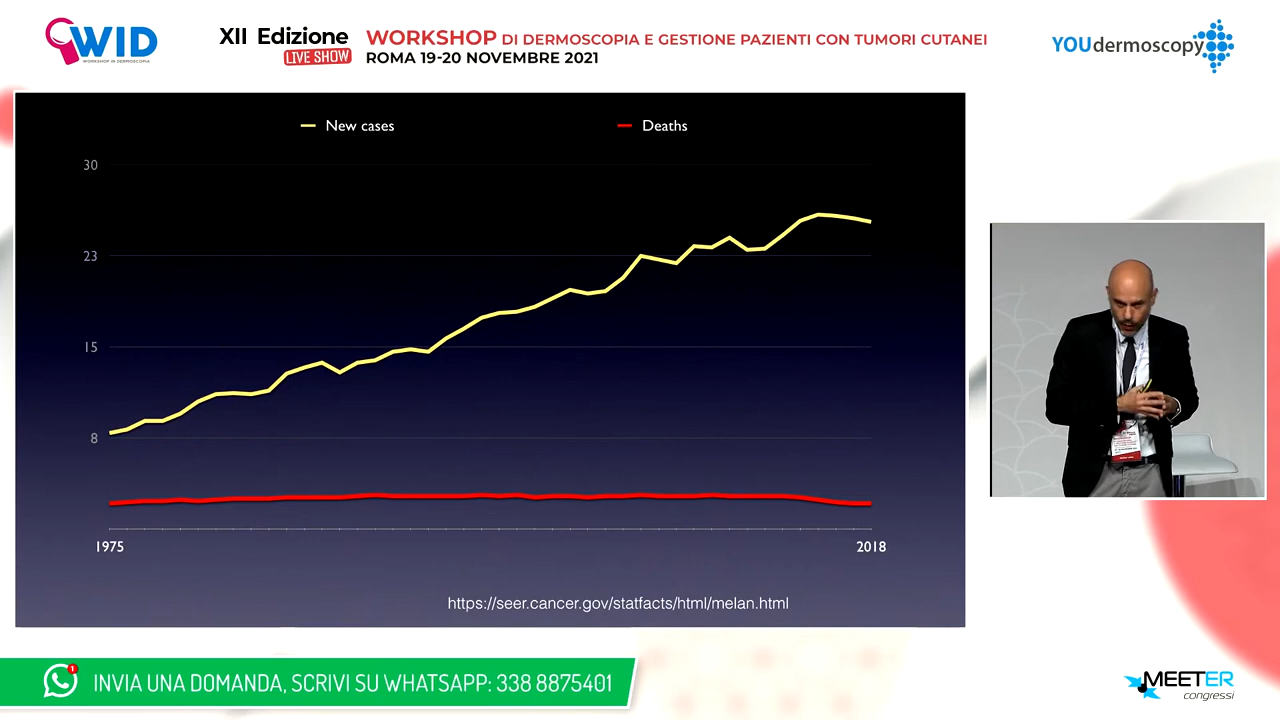 WID
WORKSHOP IN DERMOSCOPIA
XII Edizione
LIVE SHOW
WORKSHOP DI DERMOSCOPIA E GESTIONE PAZIENTI CON TUMORI CUTANEI
ROMA 19-20 NOVEMBRE 2021
YOUdermoscopy
New cases
Deaths
30
23
15
8
1975
2018
https://seer.cancer.gov/statfacts/html/melan.html
1
INVIA UNA DOMANDA, SCRIVI SU WHATSAPP: 338 8875401
MEETER
congressi